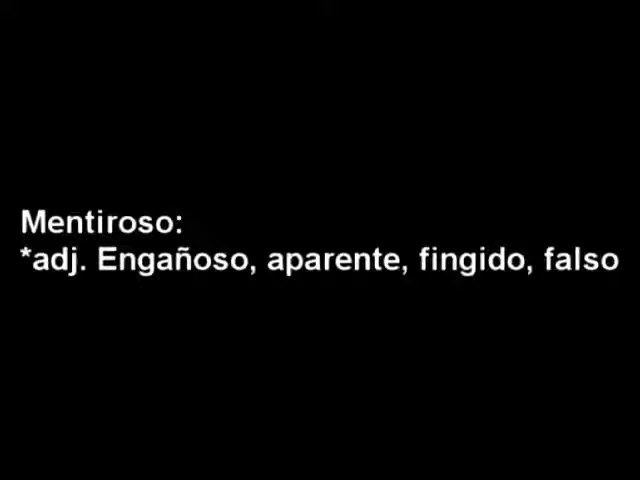 Mentiroso:
*adj. Engañoso, aparente, fingido, falso